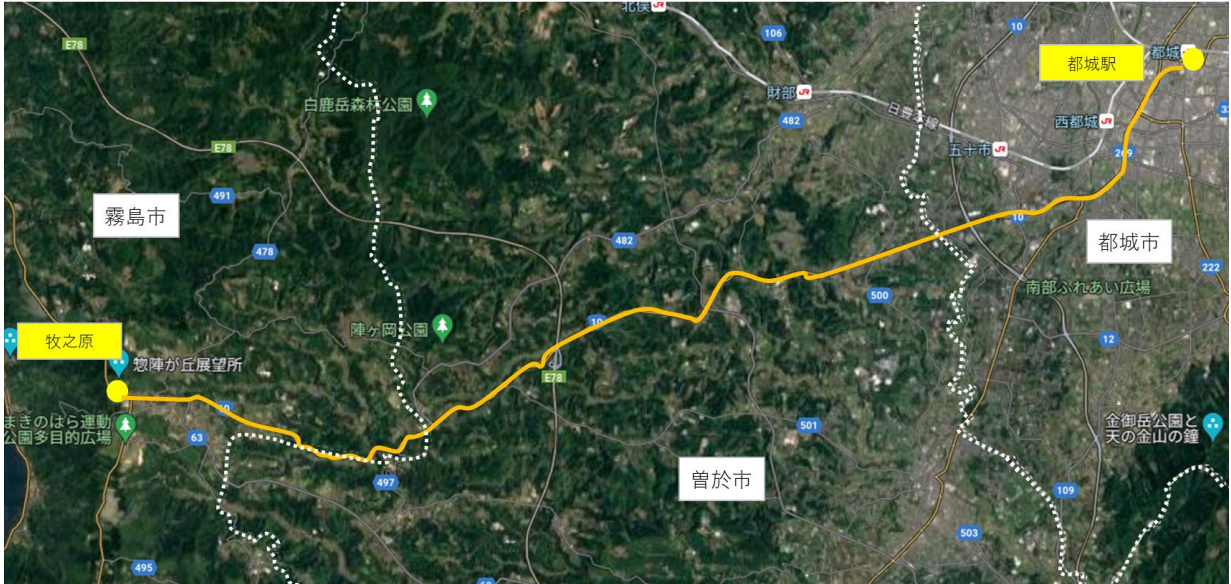 北俣
JR
10
E78
106
都城駅
都城
白鹿岳森林公園
財部
JR
482
日豊本線
西都城
JR
E78
五十市
JR
269
491
霧島市
478
482
10
都城市
222
500
南部ふれあい広場
陣ヶ岡公園
10
牧之原
12
惣陣が丘展望所
E78
10
まきのはら運動
公園多目的広場
63
501
金御岳公園と
天の金山の鐘
497
曽於市
109
503
495